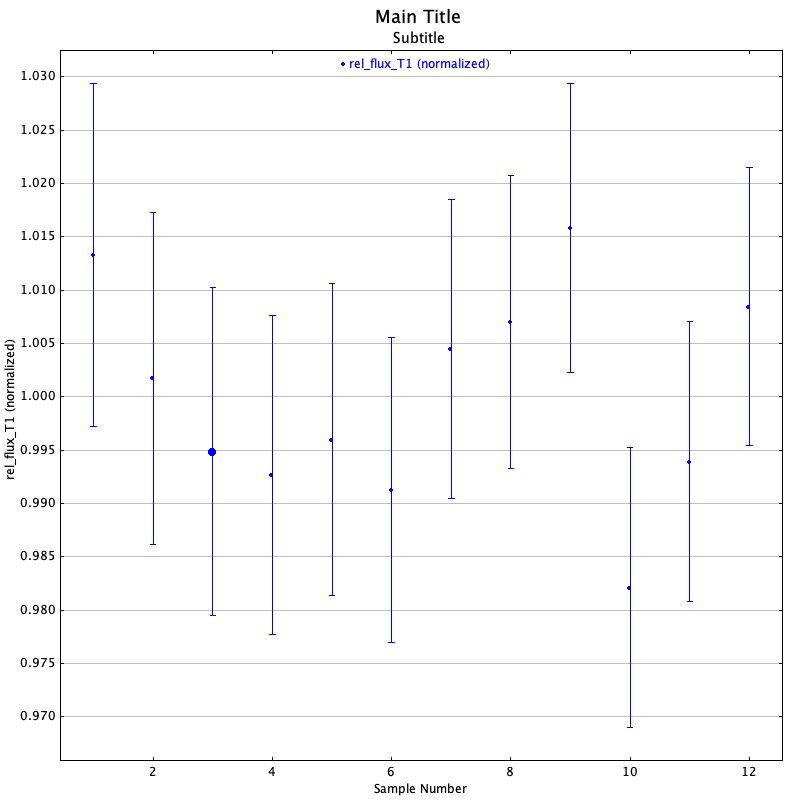 Main Title
Subtitle
rel_flux_T1 (normalized)
1.030
1.025
1.020
1.015
1.010
1.005
1.000
0.995
0.990
0.985
0.980
0.975
0.970
rel_flux_T1 (normalized)
2 4 6 8 10 12
Sample Number